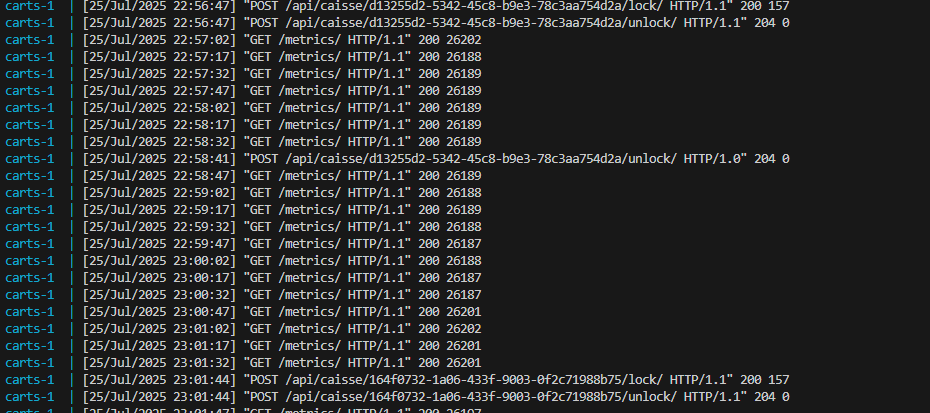 carts-1 | [25/Jul/2025 22:56:47] "POST /api/caisse/d13255d2-5342-45c8-b9e3-78c3aa754d2a/lock/ HTTP/1.1" 200 157
carts-1 | [25/Jul/2025 22:56:47] "POST /api/caisse/d13255d2-5342-45c8-b9e3-78c3aa754d2a/unlock/ HTTP/1.1" 204 0
carts-1 | [25/Jul/2025 22:57:02] "GET /metrics/ HTTP/1.1" 200 26202
carts-1 | [25/Jul/2025 22:57:17] "GET /metrics/ HTTP/1.1" 200 26188
carts-1 | [25/Jul/2025 22:57:32] "GET /metrics/ HTTP/1.1" 200 26189
carts-1 | [25/Jul/2025 22:57:47] "GET /metrics/ HTTP/1.1" 200 26189
carts-1 | [25/Jul/2025 22:58:02] "GET /metrics/ HTTP/1.1" 200 26189
carts-1 | [25/Jul/2025 22:58:17] "GET /metrics/ HTTP/1.1" 200 26189
carts-1 | [25/Jul/2025 22:58:32] "GET /metrics/ HTTP/1.1" 200 26189
carts-1 | [25/Jul/2025 22:58:41] "POST /api/caisse/d13255d2-5342-45c8-b9e3-78c3aa754d2a/unlock/ HTTP/1.0" 204 0
carts-1 | [25/Jul/2025 22:58:47] "GET /metrics/ HTTP/1.1" 200 26189
carts-1 | [25/Jul/2025 22:59:02] "GET /metrics/ HTTP/1.1" 200 26188
carts-1 | [25/Jul/2025 22:59:17] "GET /metrics/ HTTP/1.1" 200 26189
carts-1 | [25/Jul/2025 22:59:32] "GET /metrics/ HTTP/1.1" 200 26188
carts-1 | [25/Jul/2025 22:59:47] "GET /metrics/ HTTP/1.1" 200 26187
carts-1 | [25/Jul/2025 23:00:02] "GET /metrics/ HTTP/1.1" 200 26188
carts-1 | [25/Jul/2025 23:00:17] "GET /metrics/ HTTP/1.1" 200 26187
carts-1 | [25/Jul/2025 23:00:32] "GET /metrics/ HTTP/1.1" 200 26187
carts-1 | [25/Jul/2025 23:00:47] "GET /metrics/ HTTP/1.1" 200 26201
carts-1 | [25/Jul/2025 23:01:02] "GET /metrics/ HTTP/1.1" 200 26202
carts-1 | [25/Jul/2025 23:01:17] "GET /metrics/ HTTP/1.1" 200 26201
carts-1 | [25/Jul/2025 23:01:32] "GET /metrics/ HTTP/1.1" 200 26201
carts-1 | [25/Jul/2025 23:01:44] "POST /api/caisse/164f0732-1a06-433f-9003-0f2c71988b75/lock/ HTTP/1.1" 200 157
carts-1 | [25/Jul/2025 23:01:44] "POST /api/caisse/164f0732-1a06-433f-9003-0f2c71988b75/unlock/ HTTP/1.1" 204 0
carts-1 | [25/Jul/2025 23:01:47] "GET /metrics/ HTTP/1.1" 200